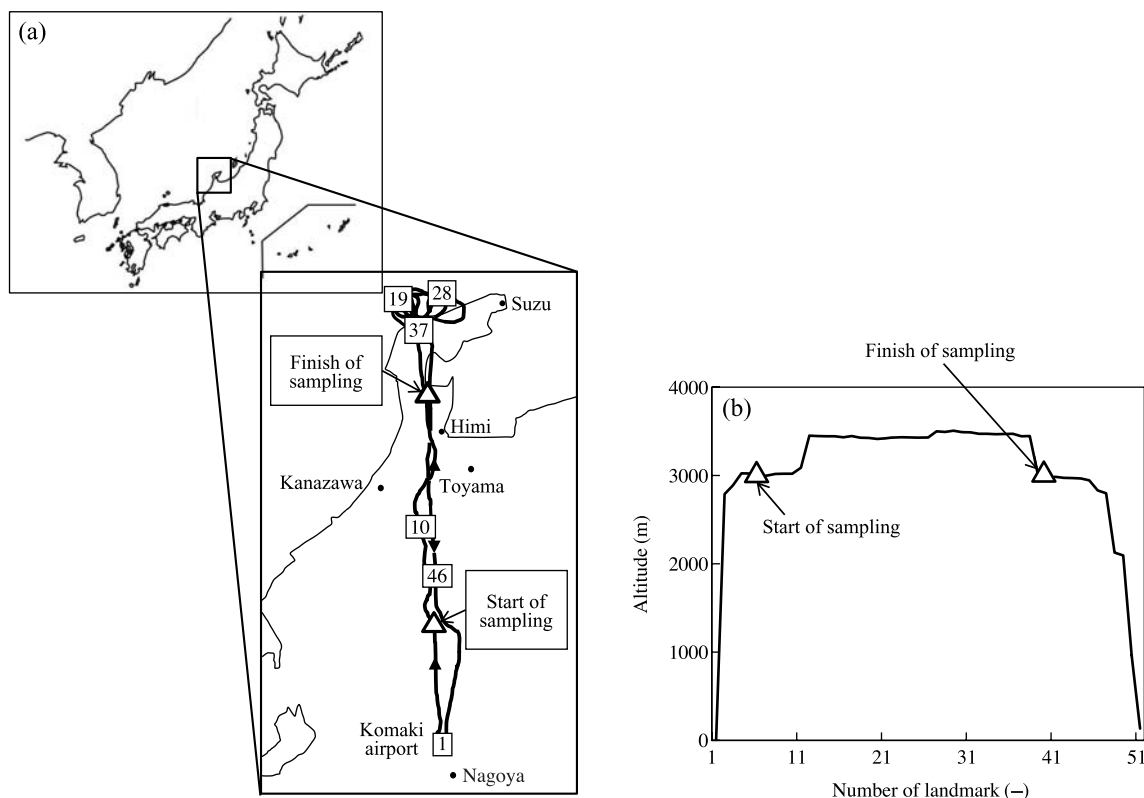 (a)
19
28
Suzu
37
Finish of
sampling
Himi
Kanazawa
Toyama
10
46
Start of
sampling
Komaki
airport
1
Nagoya
Finish of sampling
(b)
4000
3000
2000
1000
0
Altitude (m)
Start of sampling
1
11
21
31
41
51
Number of landmark (–)